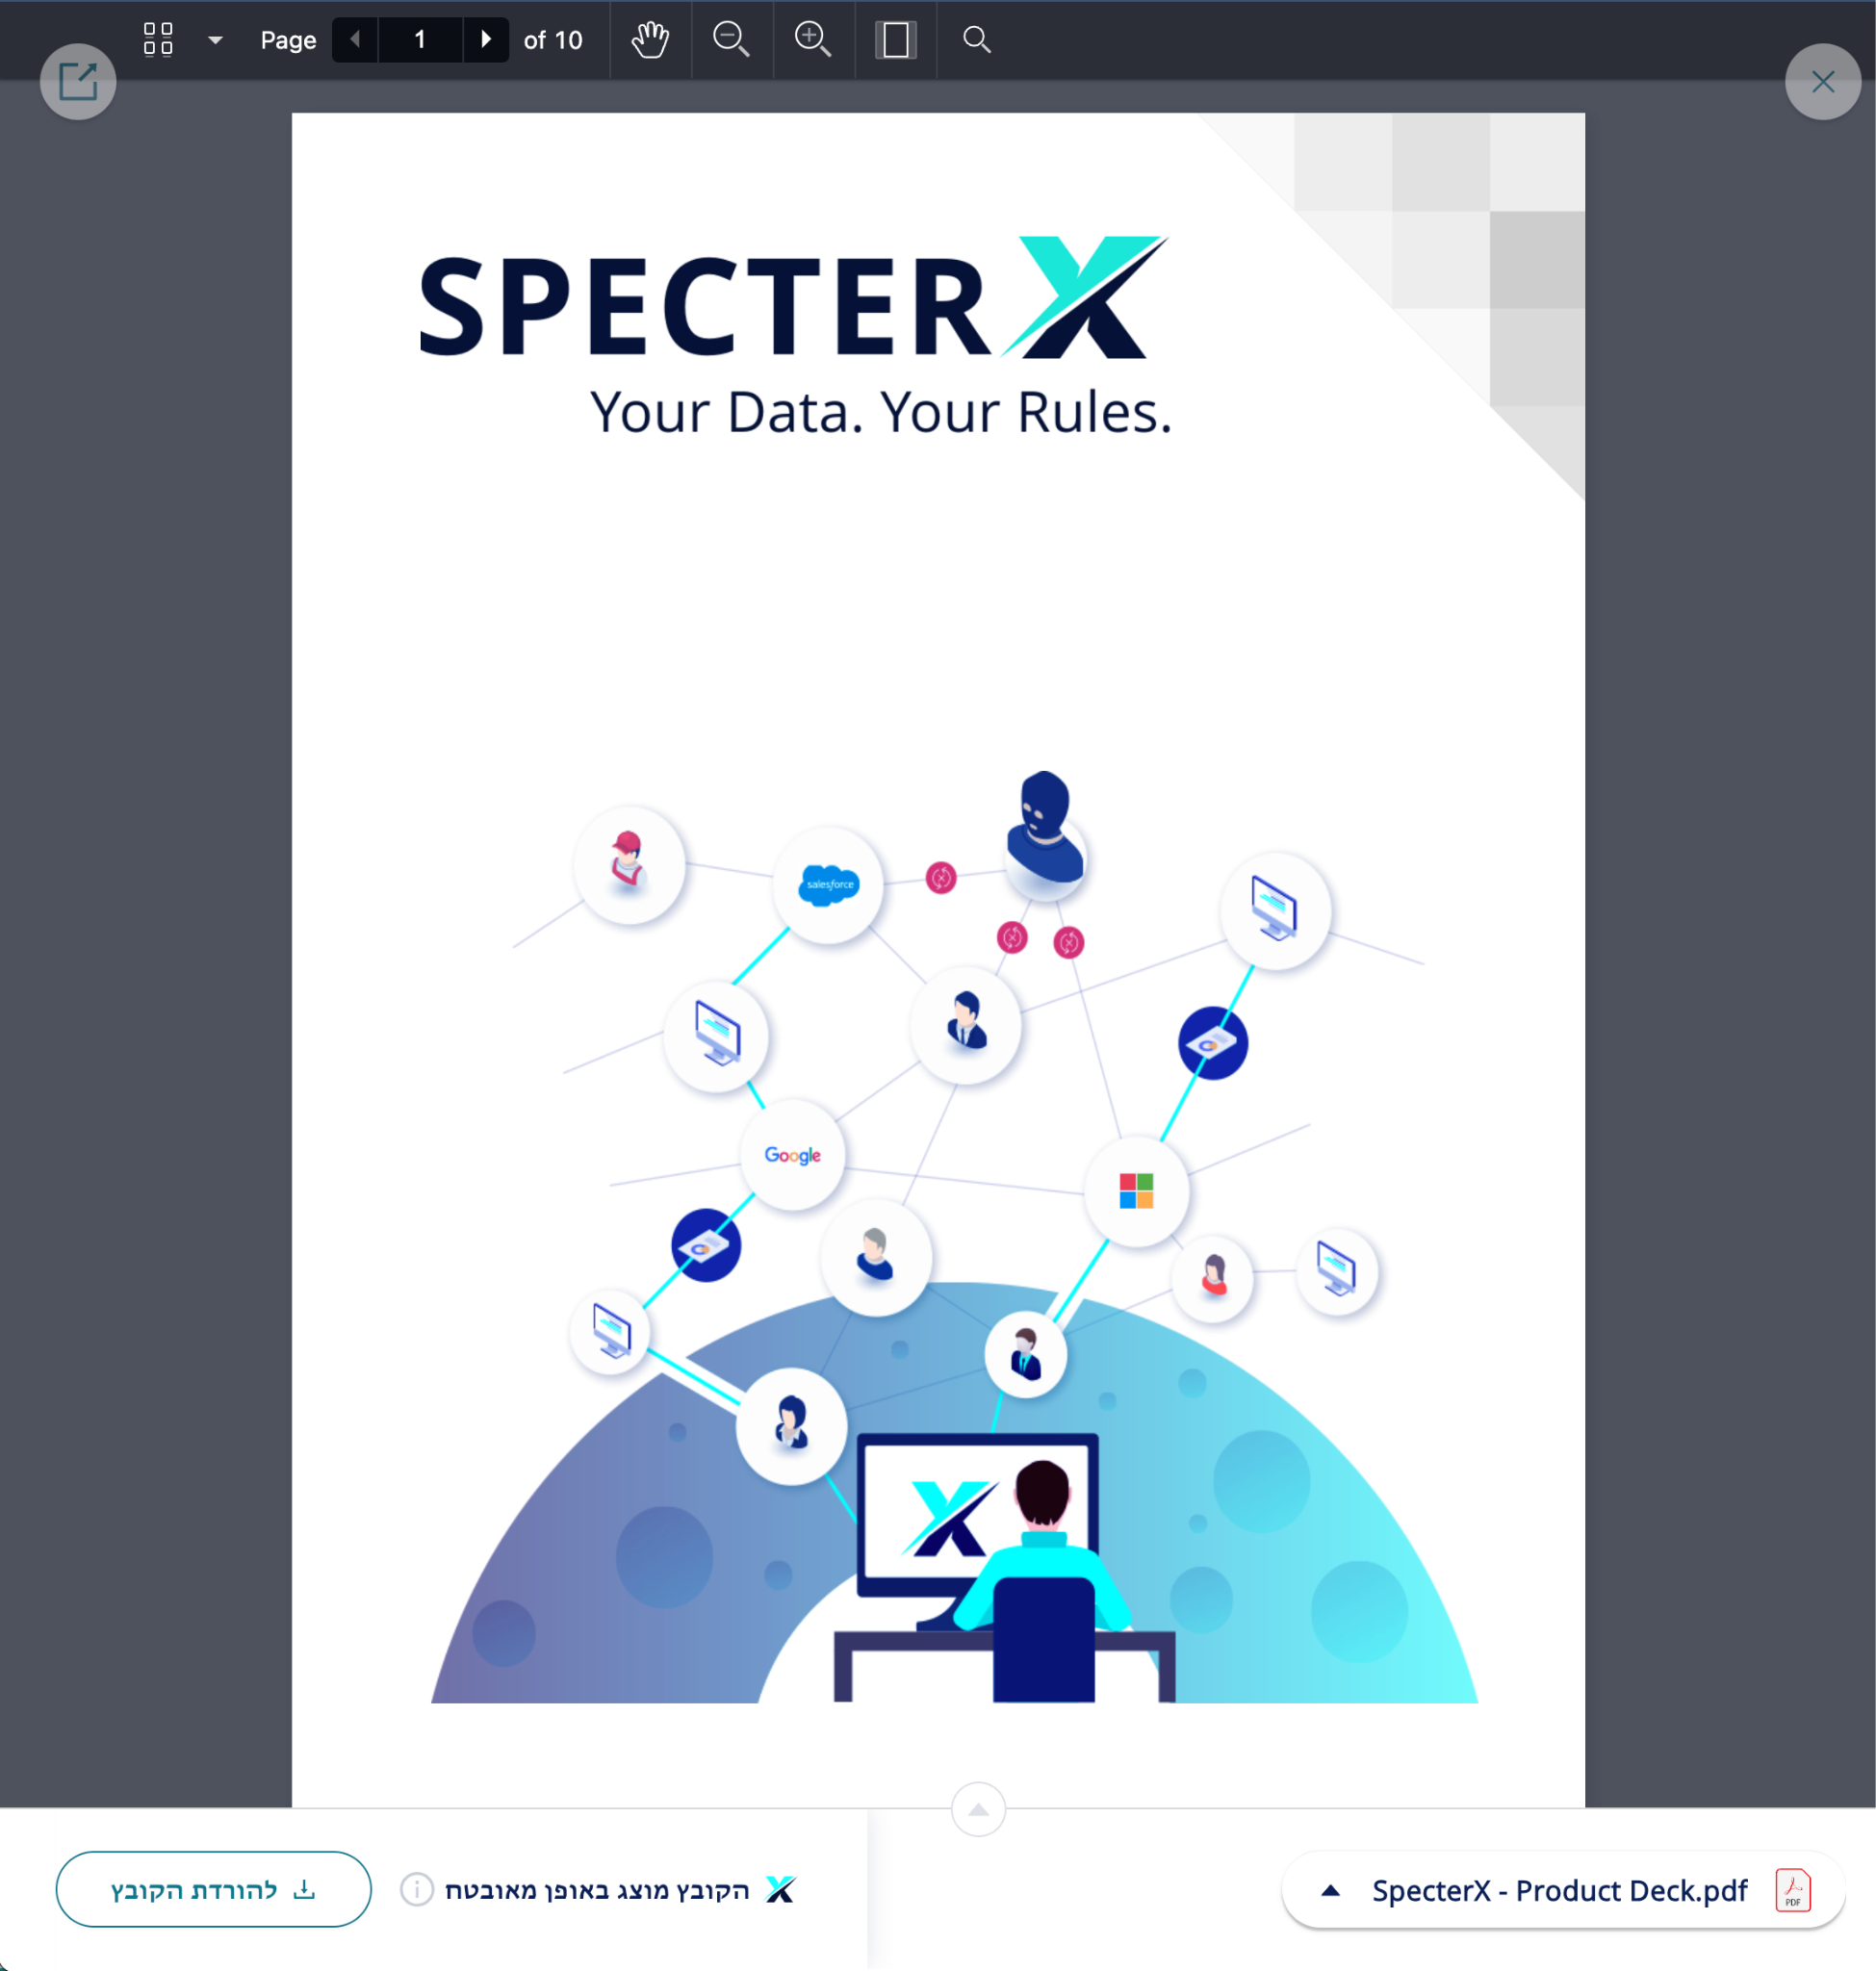 Page 1 of 10
SPECTERX
Your Data. Your Rules.
salesforce
Google
להורדת הקובץ
הקובץ מוצג באופן מאובטח
SpecterX - Product Deck.pdf
PDF